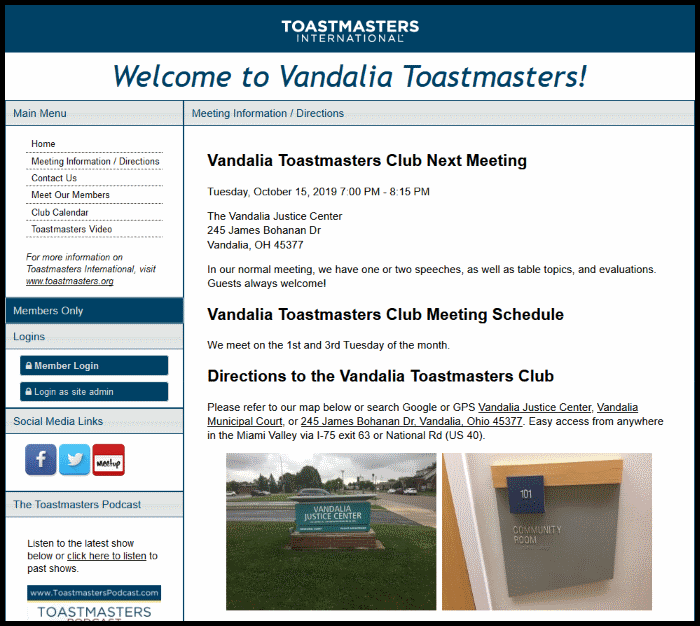 TOASTMASTERS
INTERNATIONAL
Welcome to Vandalia Toastmasters!
Main Menu
Home
Meeting Information / Directions
Contact Us
Meet Our Members
Club Calendar
Toastmasters Video
For more information on
Toastmasters International, visit
www.toastmasters.org
Members Only
Logins
Member Login
Login as site admin
Social Media Links
f
Meetup
The Toastmasters Podcast
Listen to the latest show
below or click here to listen to
past shows.
www.ToastmastersPodcast.com
TOASTMASTERS
PODCAST
Meeting Information / Directions
Vandalia Toastmasters Club Next Meeting
Tuesday, October 15, 2019 7:00 PM - 8:15 PM
The Vandalia Justice Center
245 James Bohanan Dr
Vandalia, OH 45377
In our normal meeting, we have one or two speeches, as well as table topics, and evaluations.
Guests always welcome!
Vandalia Toastmasters Club Meeting Schedule
We meet on the 1st and 3rd Tuesday of the month.
Directions to the Vandalia Toastmasters Club
Please refer to our map below or search Google or GPS Vandalia Justice Center, Vandalia
Municipal Court, or 245 James Bohanan Dr, Vandalia, Ohio 45377. Easy access from anywhere
in the Miami Valley via I-75 exit 63 or National Rd (US 40).
VANDALIA
JUSTICE CENTER
101
COMMUNITY
ROOM